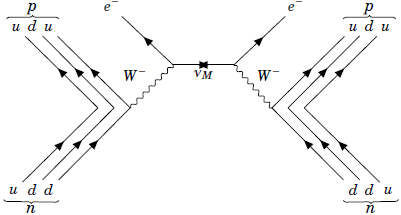 p e⁻ e⁻ p
u d u u d u
W⁻ ν_M W⁻
u d d d d u
n n